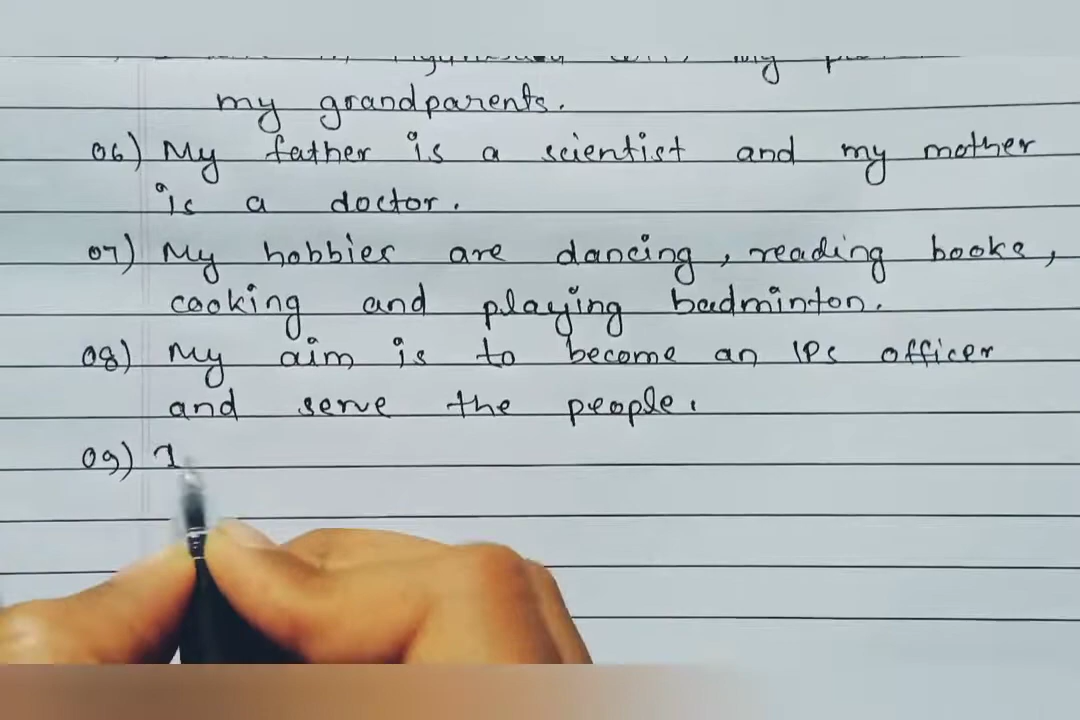 my
my grandparents.
06) My father is a scientist and my mother
is a doctor.
07) My hobbies are dancing, reading books,
cooking and playing badminton.
08) My aim is to become an IPS officer
and serve the people.
09) I